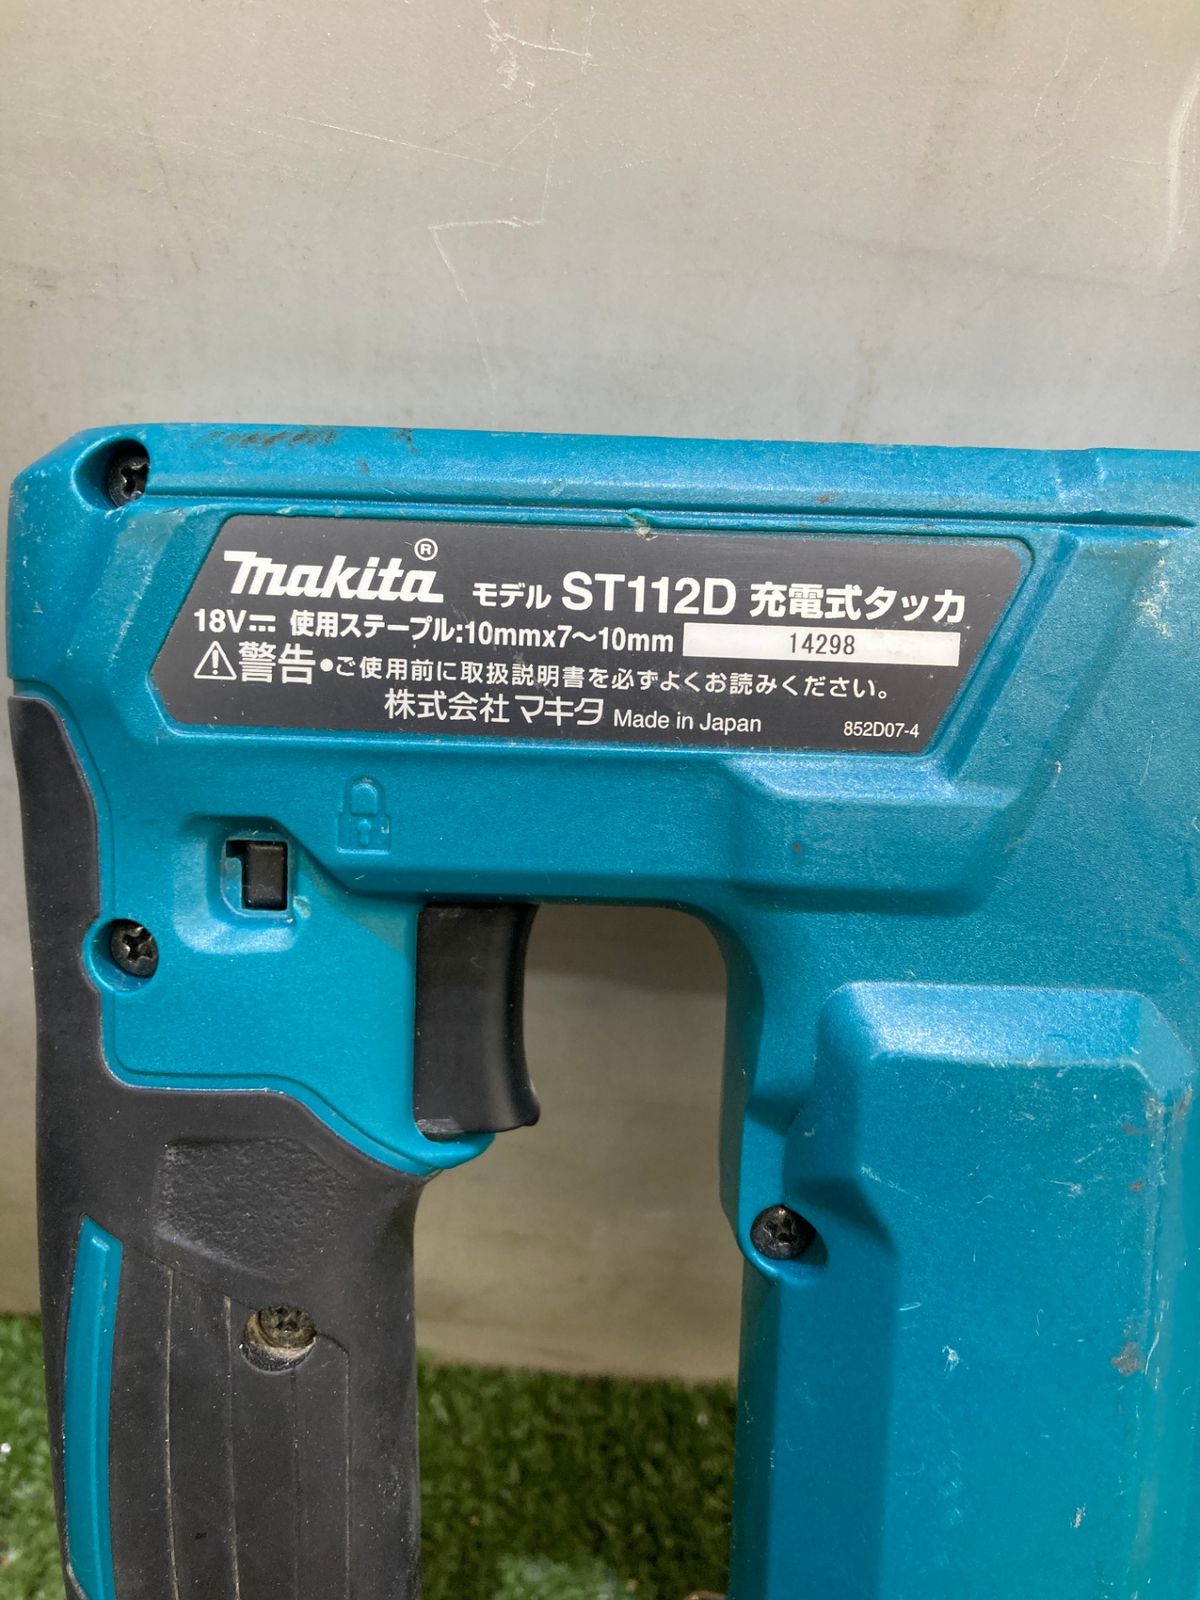 makita® モデル ST112D 充電式タッカ
18V⎓ 使用ステープル:10mmx7～10mm 14298
⚠警告●ご使用前に取扱説明書を必ずよくお読みください。
株式会社マキタ Made in Japan 852D07-4